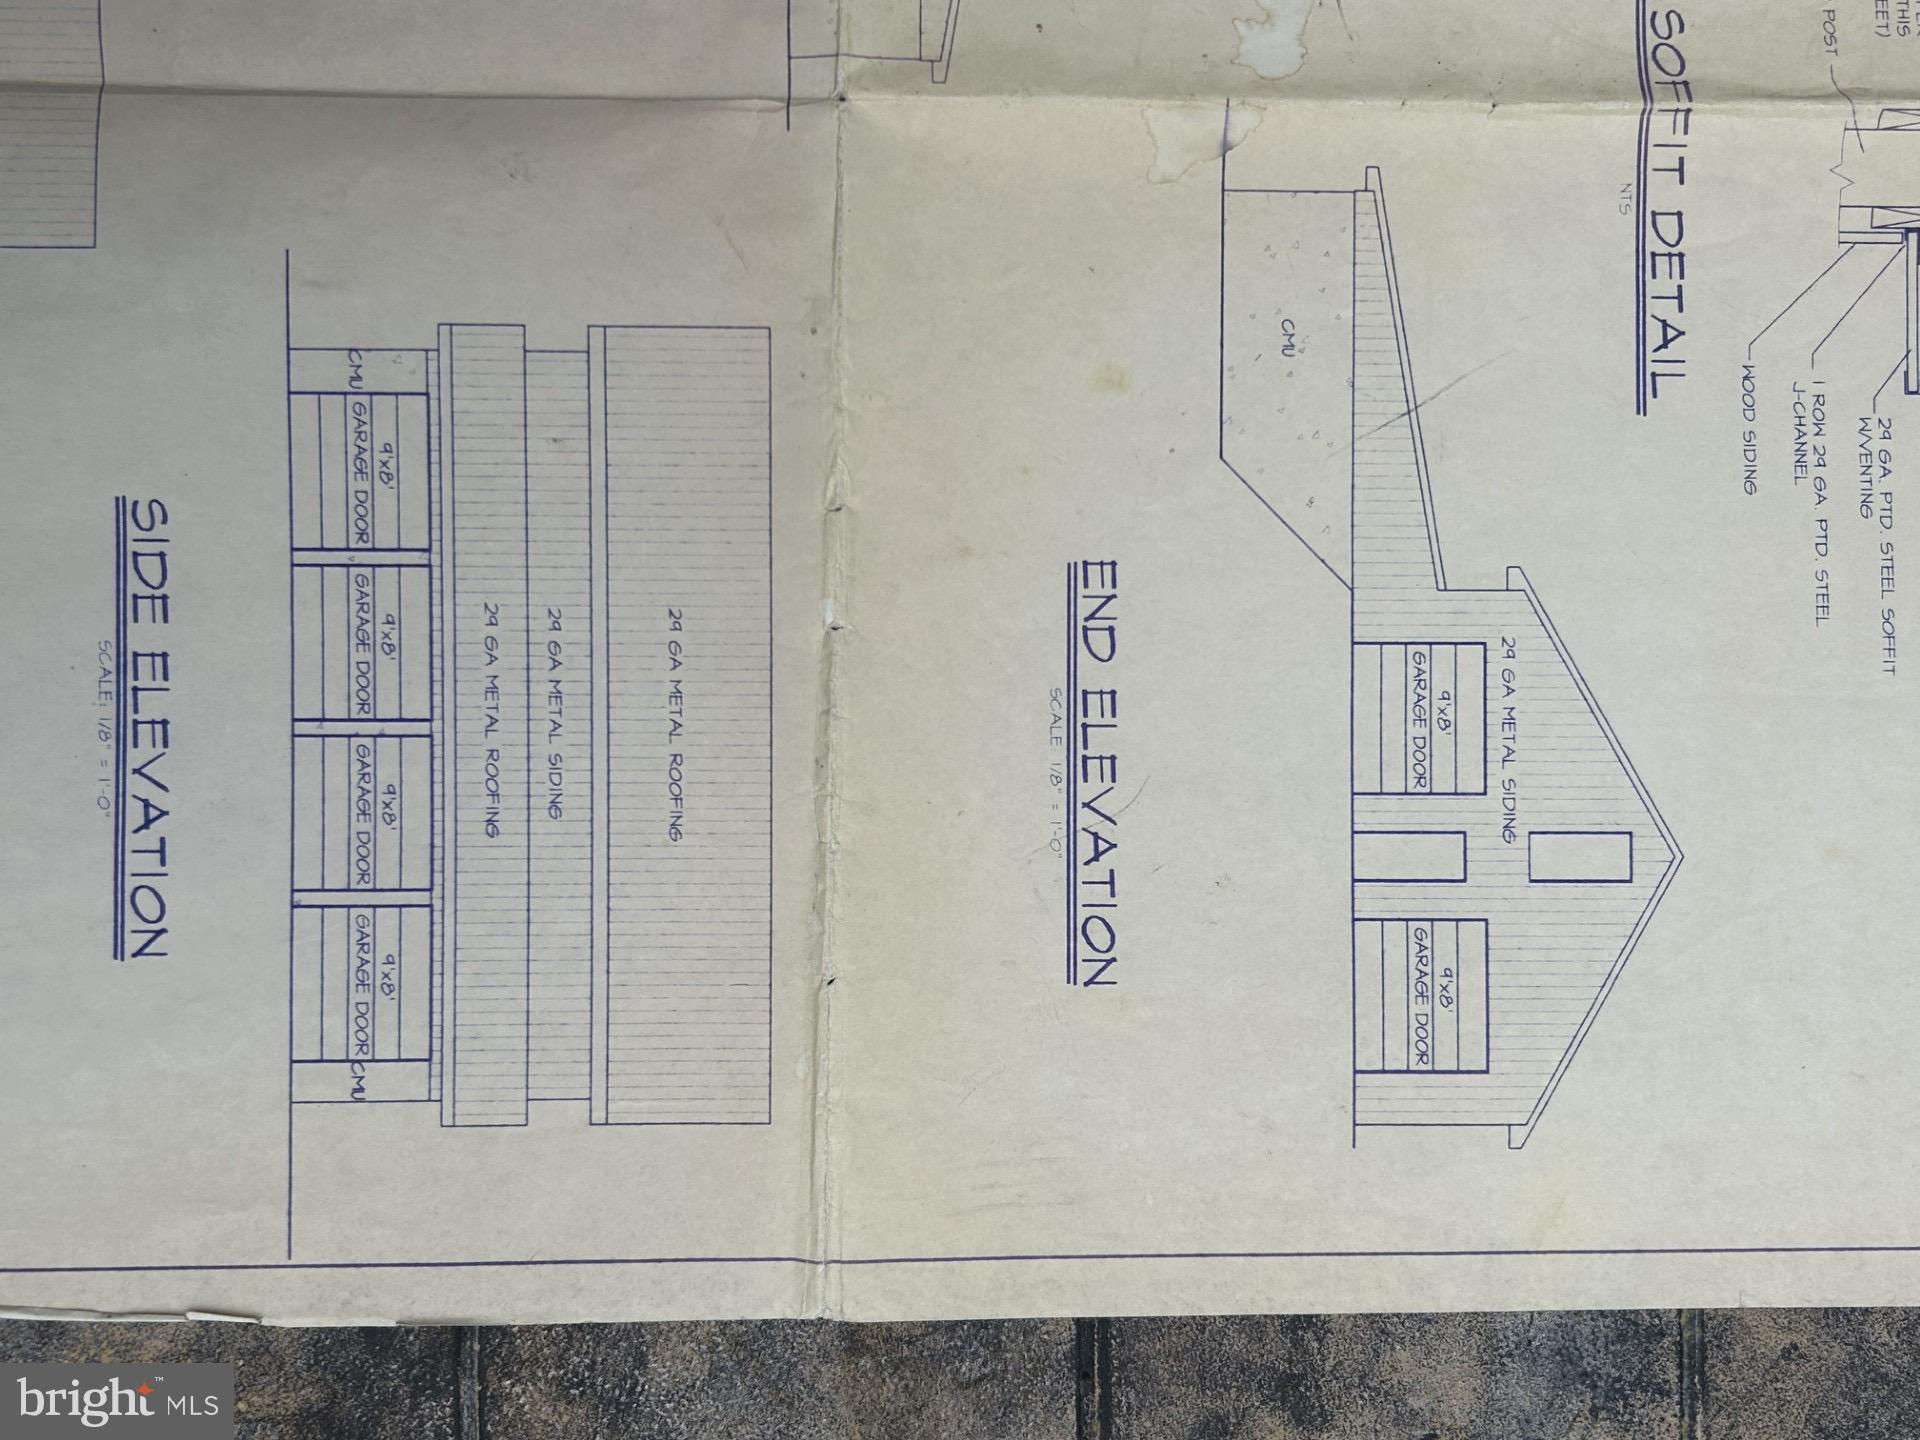 SOFFIT DETAIL
NTS
POST
THIS
29 GA. PTD. STEEL SOFFIT
W/VENTING
1 ROW 29 GA. PTD. STEEL
J-CHANNEL
WOOD SIDING
CMU
29 GA METAL SIDING
9'x8'
GARAGE DOOR
9'x8'
GARAGE DOOR
END ELEVATION
SCALE: 1/8" = 1'-0"
29 GA METAL ROOFING
29 GA METAL SIDING
29 GA METAL ROOFING
CMU
9'x8'
GARAGE DOOR
9'x8'
GARAGE DOOR
9'x8'
GARAGE DOOR
9'x8'
GARAGE DOOR
CMU
SIDE ELEVATION
SCALE: 1/8" = 1'-0"
bright™ MLS